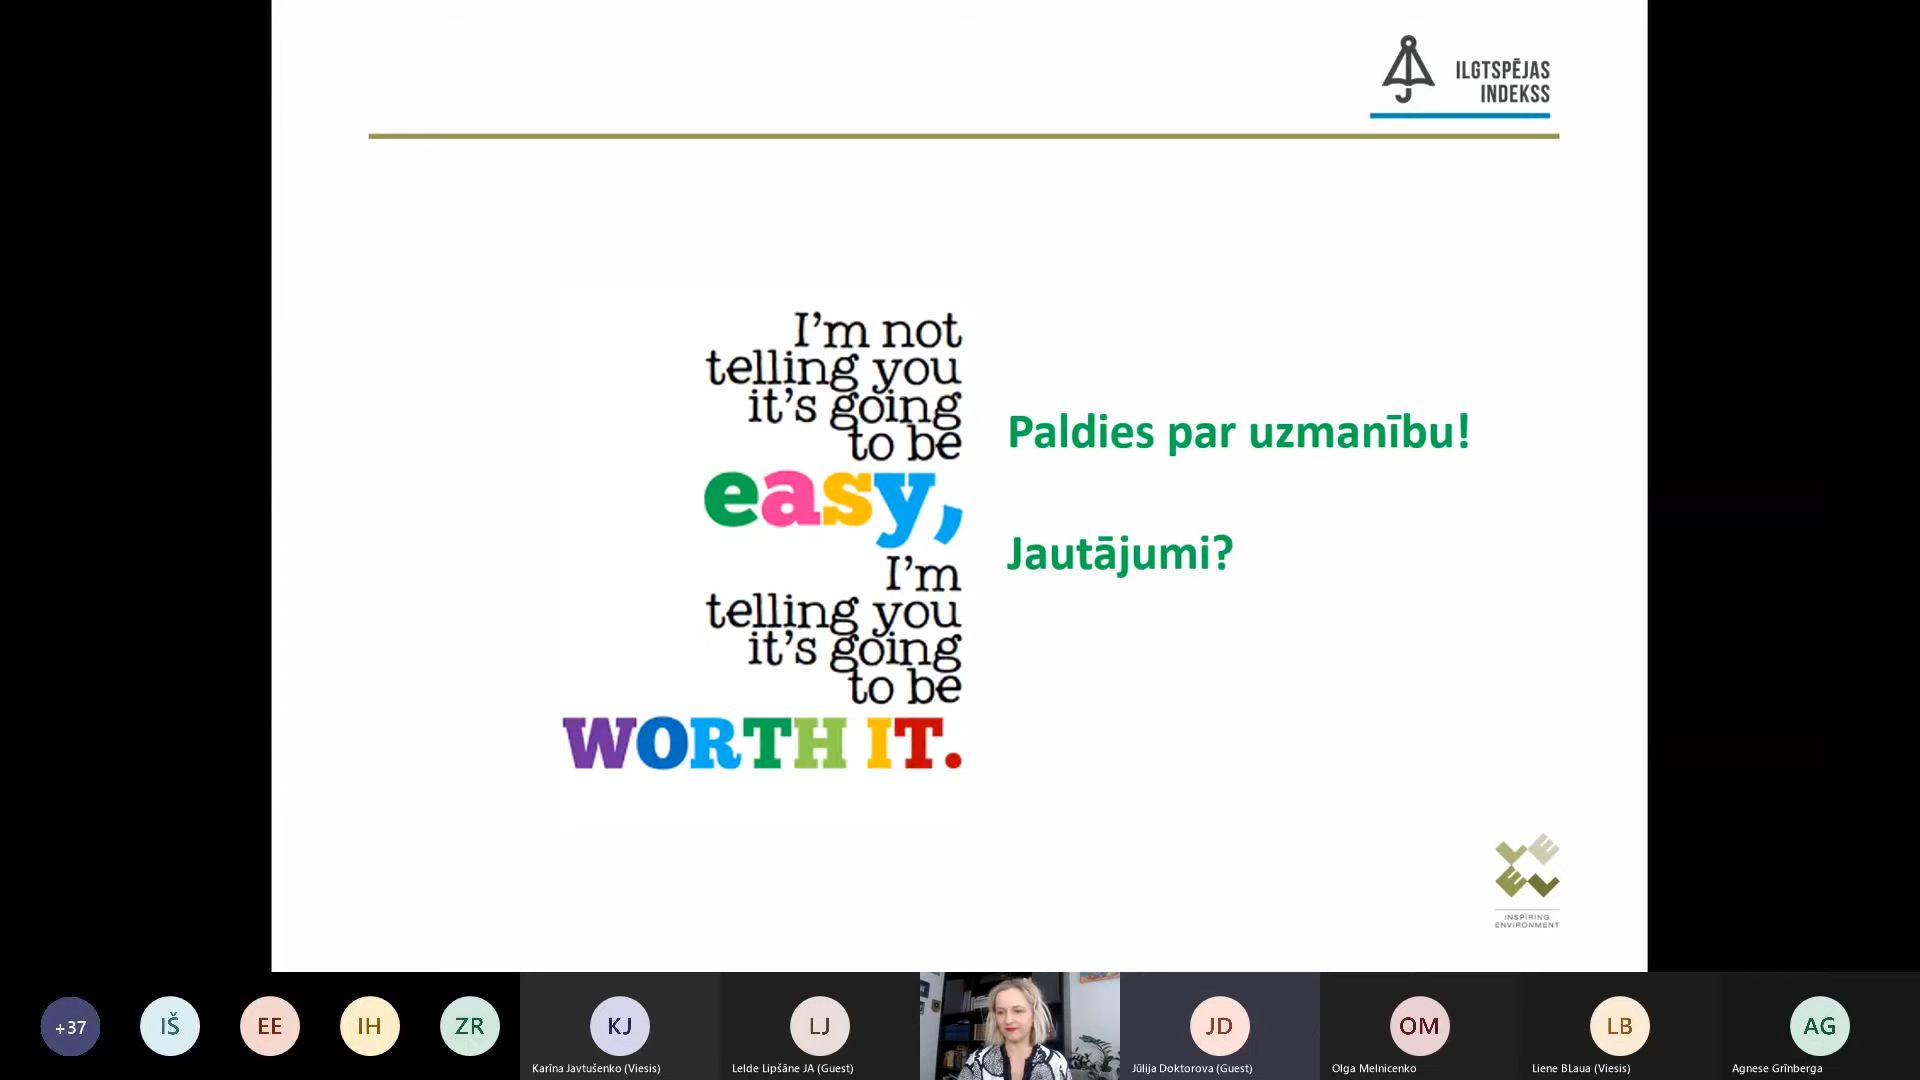 ILGTSPĒJAS
INDEKSS
I'm not
telling you
it's going
to be
easy,
I'm
telling you
it's going
to be
WORTH IT.
Paldies par uzmanību!
Jautājumi?
INSPIRING
ENVIRONMENT
+37
IŠ
EE
IH
ZR
KJ
Karīna Javtušenko (Viesis)
LJ
Lelde Lipšāne JA (Guest)
JD
Jūlija Doktorova (Guest)
OM
Olga Melnicenko
LB
Liene BLaua (Viesis)
AG
Agnese Grīnberga